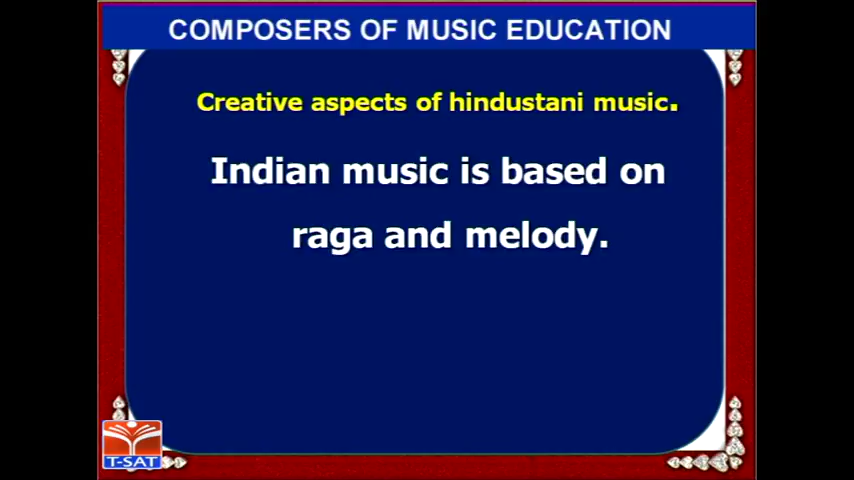 COMPOSERS OF MUSIC EDUCATION
Creative aspects of hindustani music.
Indian music is based on
raga and melody.
T-SAT